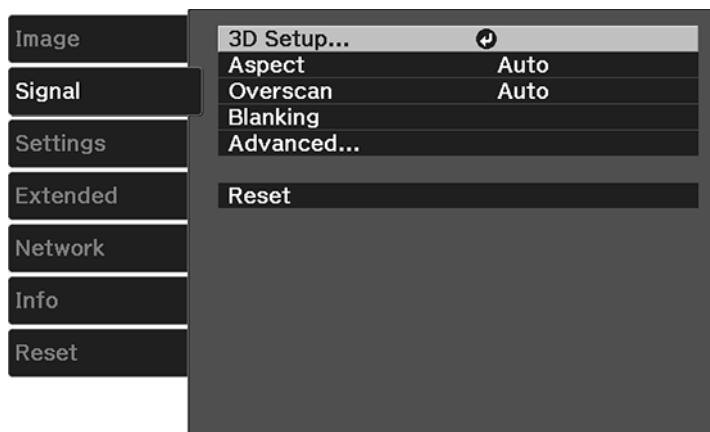 Image
Signal
Settings
Extended
Network
Info
Reset
3D Setup...
Aspect Auto
Overscan Auto
Blanking
Advanced...
Reset